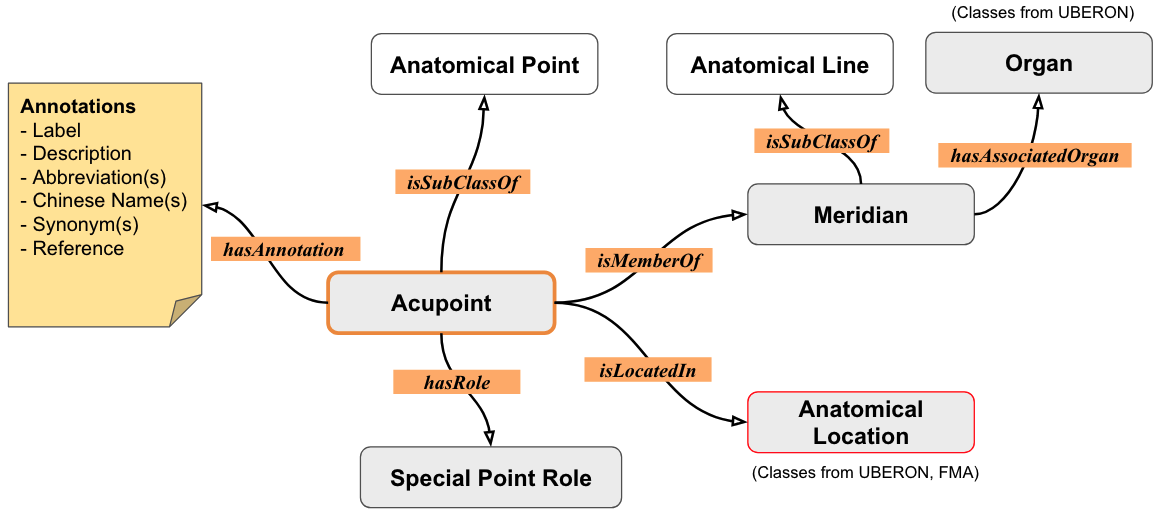 (Classes from UBERON)
Anatomical Point
Anatomical Line
Organ
Annotations
- Label
- Description
- Abbreviation(s)
- Chinese Name(s)
- Synonym(s)
- Reference
isSubClassOf
hasAssociatedOrgan
isSubClassOf
Meridian
hasAnnotation
isMemberOf
Acupoint
isLocatedIn
hasRole
Anatomical
Location
(Classes from UBERON, FMA)
Special Point Role